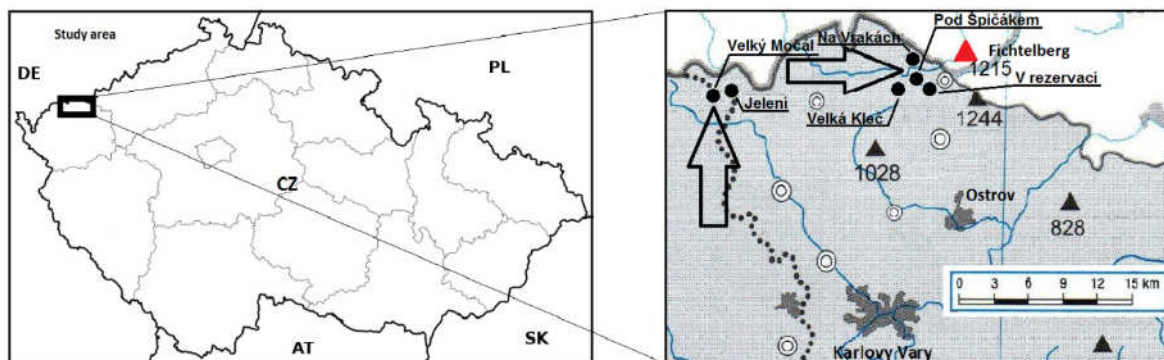 Study area
DE
PL
CZ
AT
SK
Pod Špičákem
Na Vrakách
Velký Močál
Fichtelberg
1215
V rezervaci
Jeleni
Velká Kleč
1244
1028
Ostrov
828
0 3 6 9 12 15 km
Karlovy Vary